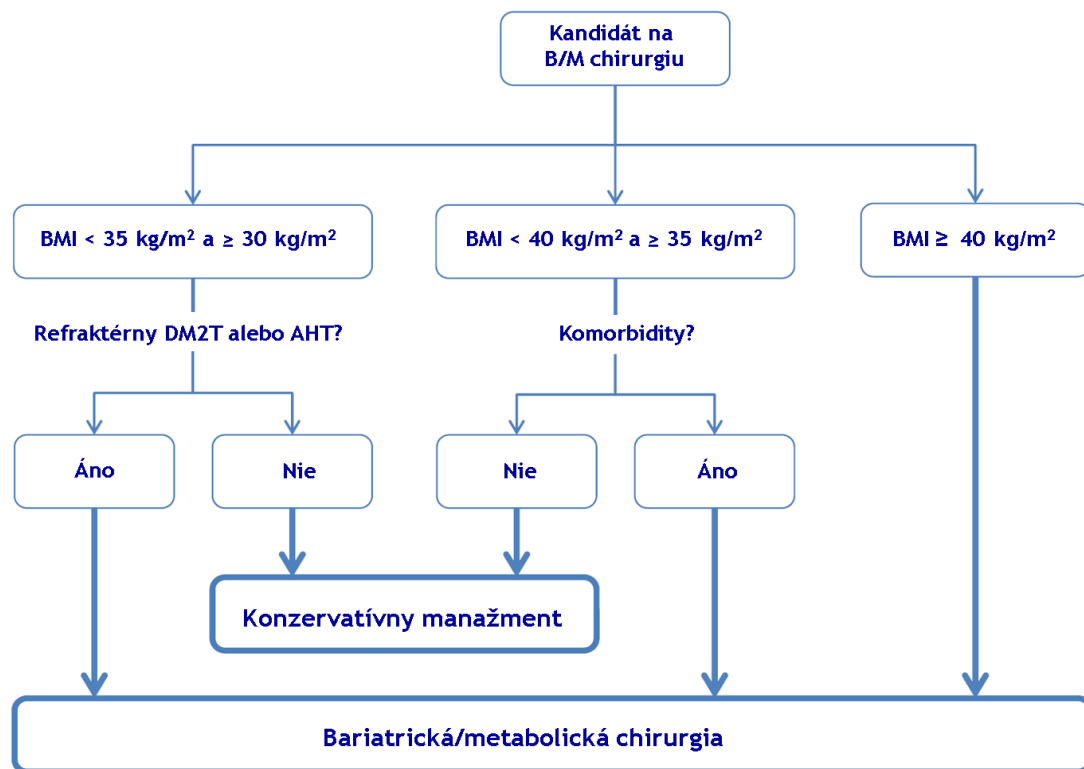 Kandidát na
B/M chirurgiu
BMI < 35 kg/m² a ≥ 30 kg/m²
BMI < 40 kg/m² a ≥ 35 kg/m²
BMI ≥ 40 kg/m²
Refraktérny DM2T alebo AHT?
Komorbidity?
Áno
Nie
Nie
Áno
Konzervatívny manažment
Bariatrická/metabolická chirurgia